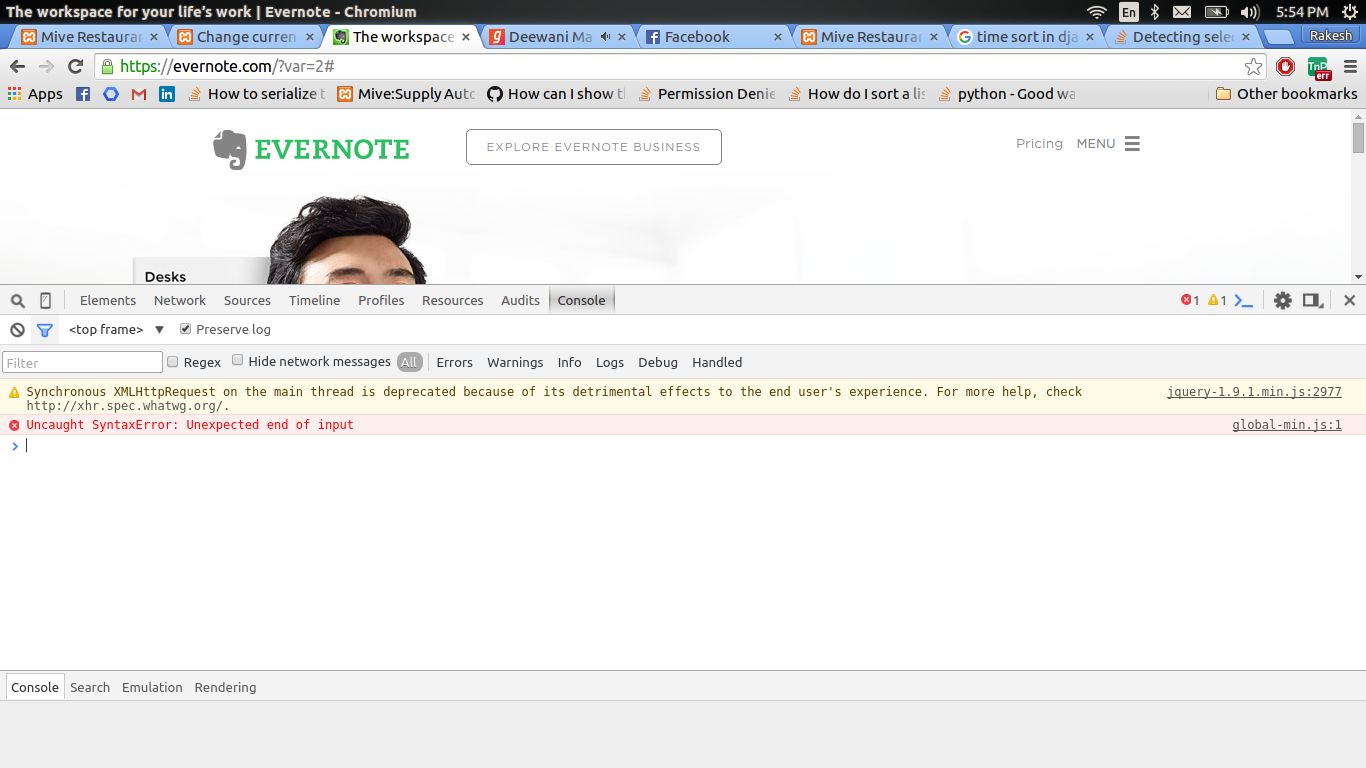 The workspace for your life's work | Evernote - Chromium
En
5:54 PM
Mive Restaurar
Change curren
The workspace
Deewani Ma
Facebook
Mive Restaurar
time sort in dja
Detecting sele
Rakesh
https://evernote.com/?var=2#
TnP
err
Apps
How to serialize t
Mive:Supply Auto
How can I show t
Permission Denie
How do I sort a lis
python - Good wa
Other bookmarks
EVERNOTE
EXPLORE EVERNOTE BUSINESS
Pricing
MENU
Desks
Elements
Network
Sources
Timeline
Profiles
Resources
Audits
Console
1
1
<top frame>
Preserve log
Filter
Regex
Hide network messages
All
Errors
Warnings
Info
Logs
Debug
Handled
Synchronous XMLHttpRequest on the main thread is deprecated because of its detrimental effects to the end user's experience. For more help, check
jquery-1.9.1.min.js:2977
http://xhr.spec.whatwg.org/.
Uncaught SyntaxError: Unexpected end of input
global-min.js:1
Console
Search
Emulation
Rendering